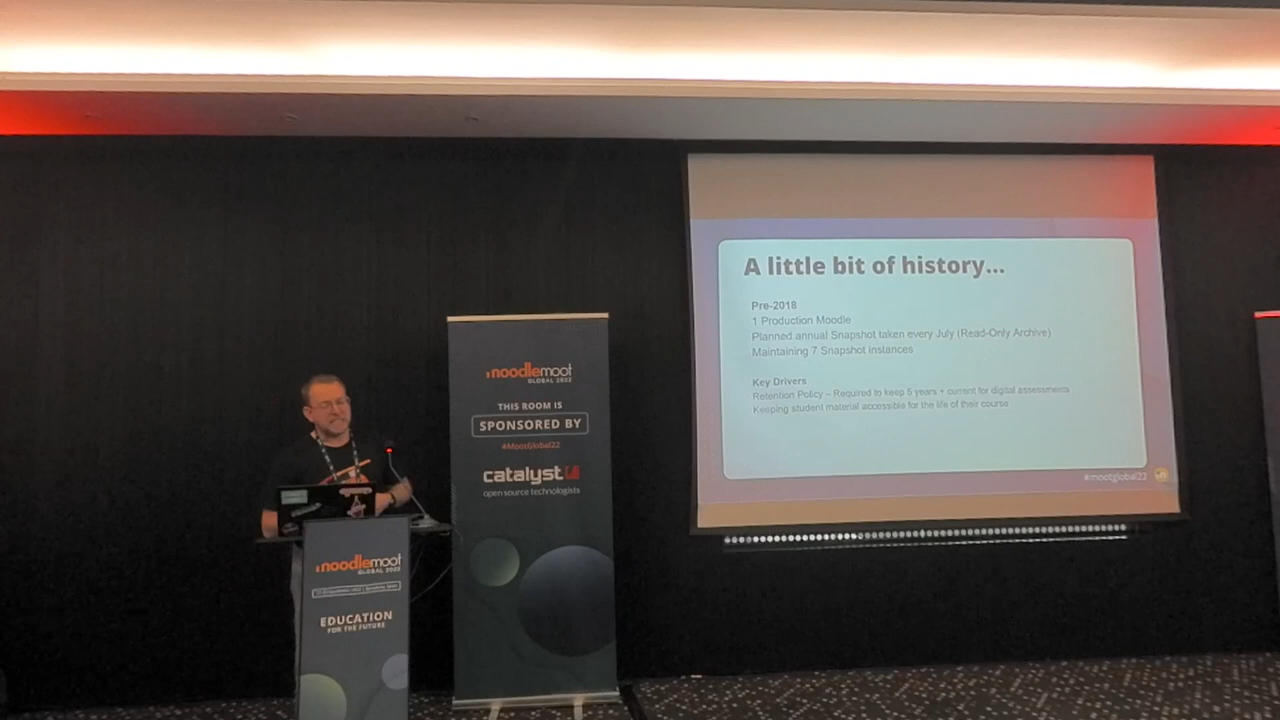 A little bit of history...
Pre-2018
1 Production Moodle
Planned annual Snapshot taken every July (Read-Only Archive)
Maintaining 7 Snapshot instances
Key Drivers
Retention Policy – Required to keep 5 years + current for digital assessments
Keeping student material accessible for the life of their course
#mootglobal22
moodlemoot
GLOBAL 2022
THIS ROOM IS
SPONSORED BY
#MootGlobal22
catalyst
open source technologists
moodlemoot
GLOBAL 2022
EDUCATION
FOR THE FUTURE